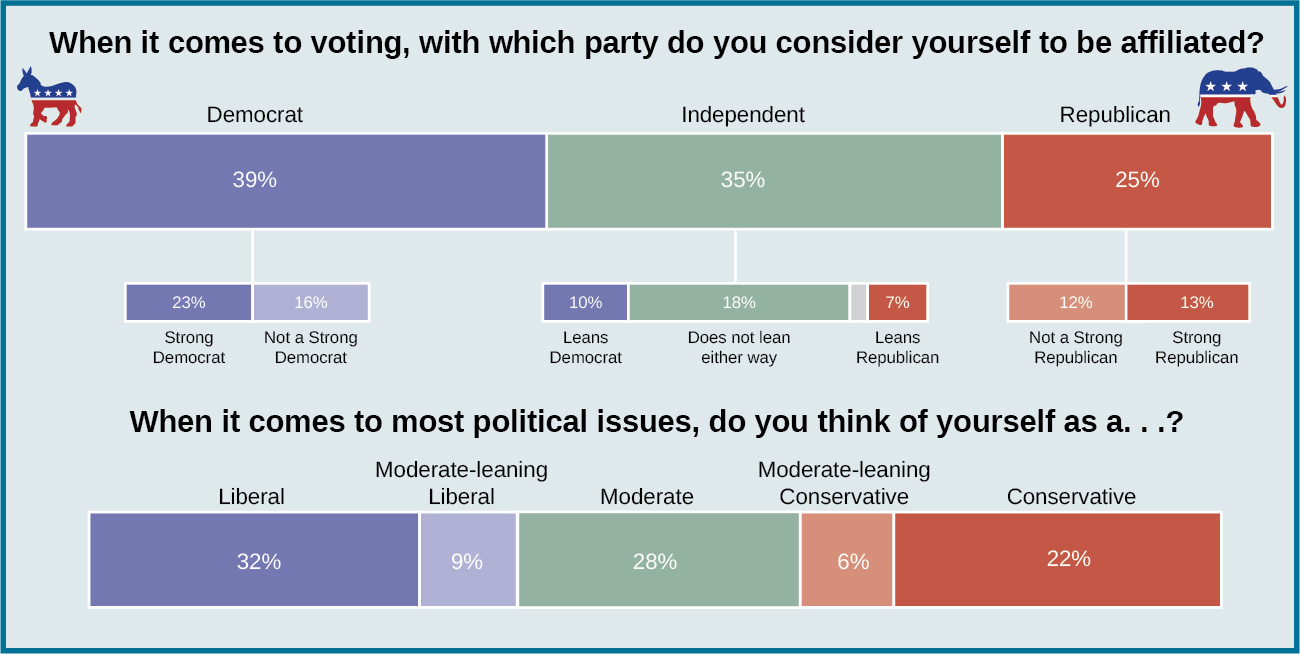 When it comes to voting, with which party do you consider yourself to be affiliated?
Democrat
Independent
Republican
39%
35%
25%
23%
16%
10%
18%
7%
12%
13%
Strong
Democrat
Not a Strong
Democrat
Leans
Democrat
Does not lean
either way
Leans
Republican
Not a Strong
Republican
Strong
Republican
When it comes to most political issues, do you think of yourself as a. . .?
Liberal
Moderate-leaning
Liberal
Moderate
Moderate-leaning
Conservative
Conservative
32%
9%
28%
6%
22%